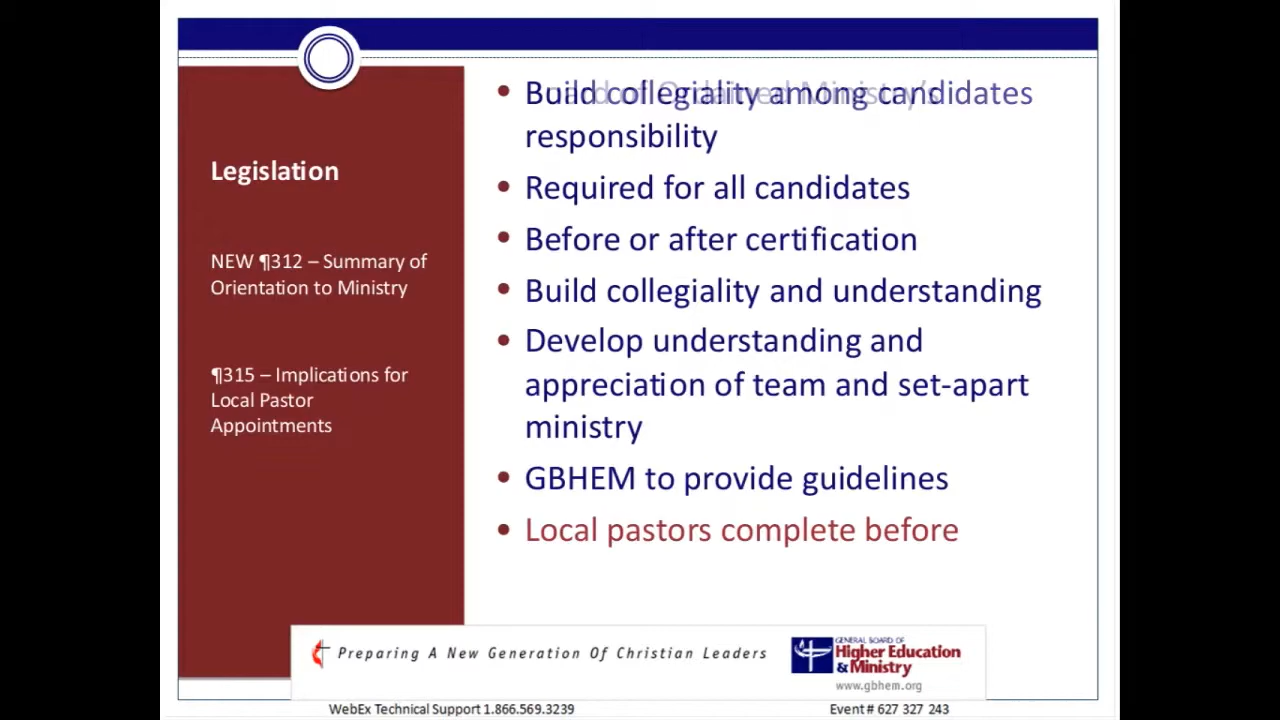 Legislation
NEW ¶312 – Summary of
Orientation to Ministry
¶315 – Implications for
Local Pastor
Appointments
• Build collegiality among candidates
responsibility
• Required for all candidates
• Before or after certification
• Build collegiality and understanding
• Develop understanding and
appreciation of team and set-apart
ministry
• GBHEM to provide guidelines
• Local pastors complete before
Preparing A New Generation Of Christian Leaders
GENERAL BOARD OF
Higher Education
& Ministry
www.gbhem.org
WebEx Technical Support 1.866.569.3239
Event # 627 327 243